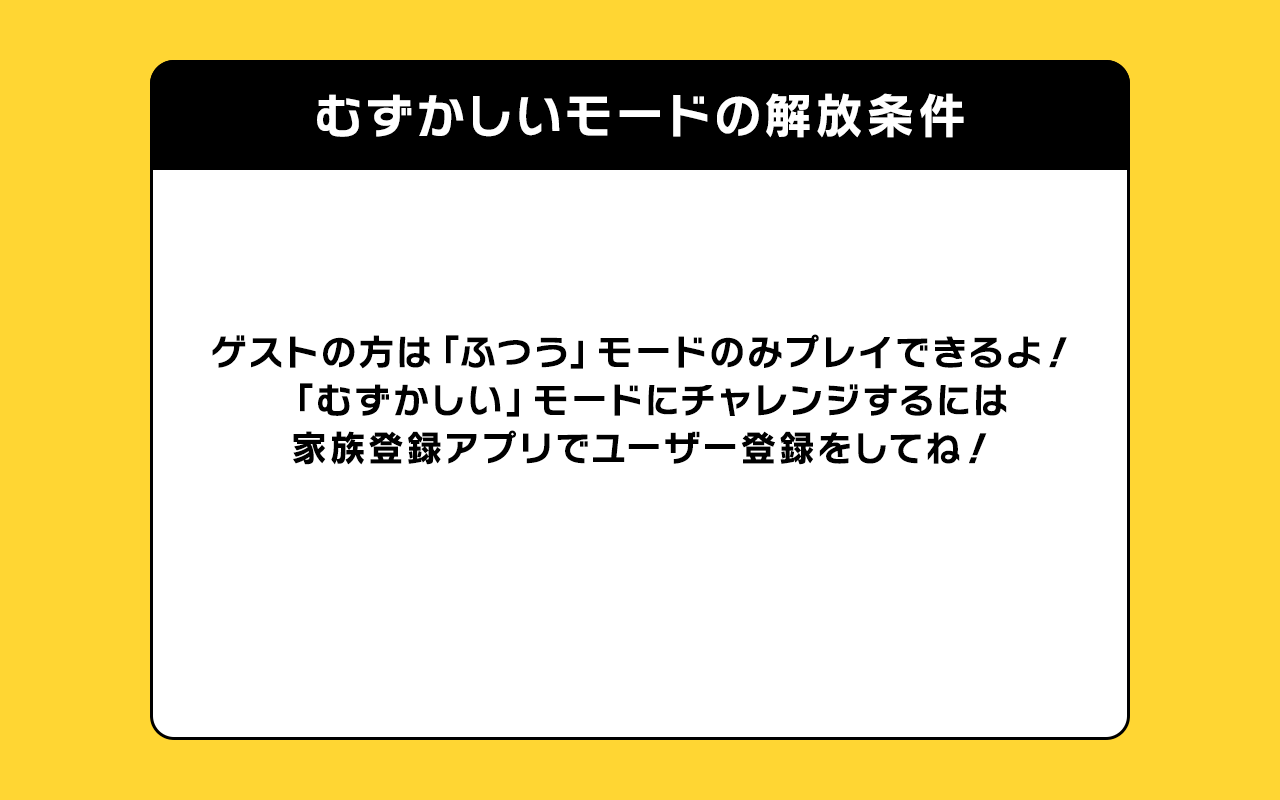 むずかしいモードの解放条件
ゲストの方は「ふつう」モードのみプレイできるよ！
「むずかしい」モードにチャレンジするには
家族登録アプリでユーザー登録をしてね！